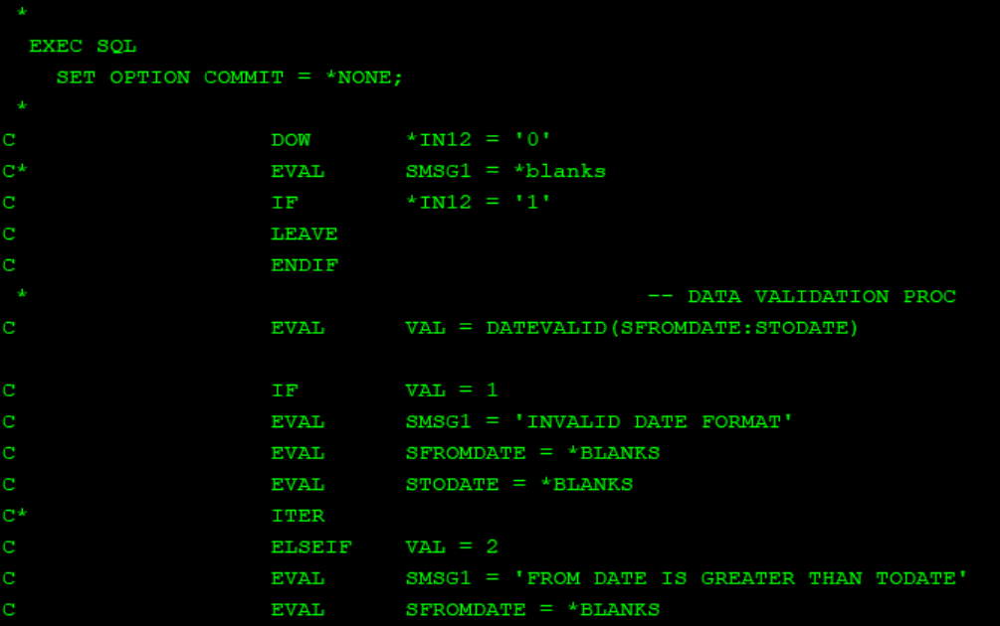 *
EXEC SQL
SET OPTION COMMIT = *NONE;
*
C DOW *IN12 = '0'
C* EVAL SMSG1 = *blanks
C IF *IN12 = '1'
C LEAVE
C ENDIF
* -- DATA VALIDATION PROC
C EVAL VAL = DATEVALID(SFROMDATE:STODATE)
C IF VAL = 1
C EVAL SMSG1 = 'INVALID DATE FORMAT'
C EVAL SFROMDATE = *BLANKS
C EVAL STODATE = *BLANKS
C* ITER
C ELSEIF VAL = 2
C EVAL SMSG1 = 'FROM DATE IS GREATER THAN TODATE'
C EVAL SFROMDATE = *BLANKS